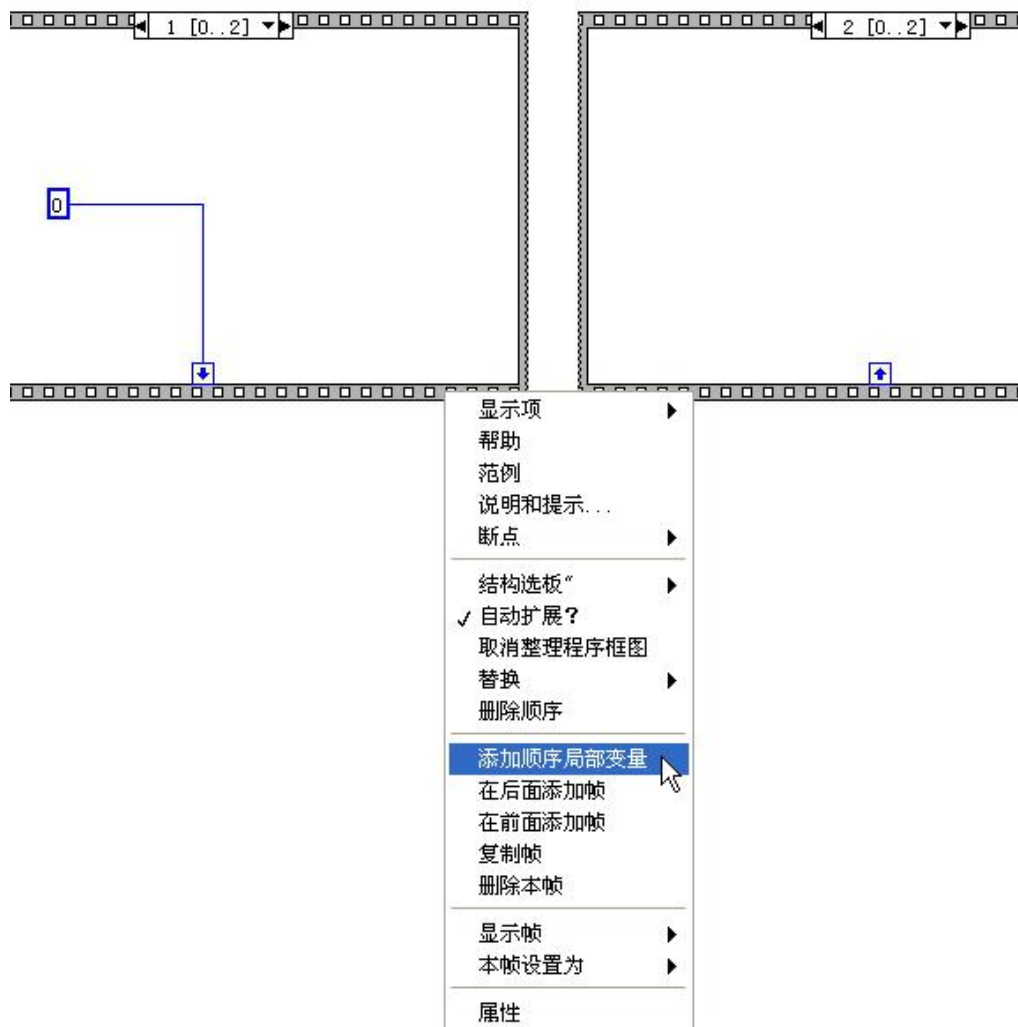 1 [0..2]
2 [0..2]
0
显示项
帮助
范例
说明和提示...
断点
结构选板“
自动扩展?
取消整理程序框图
替换
删除顺序
添加顺序局部变量
在后面添加帧
在前面添加帧
复制帧
删除本帧
显示帧
本帧设置为
属性